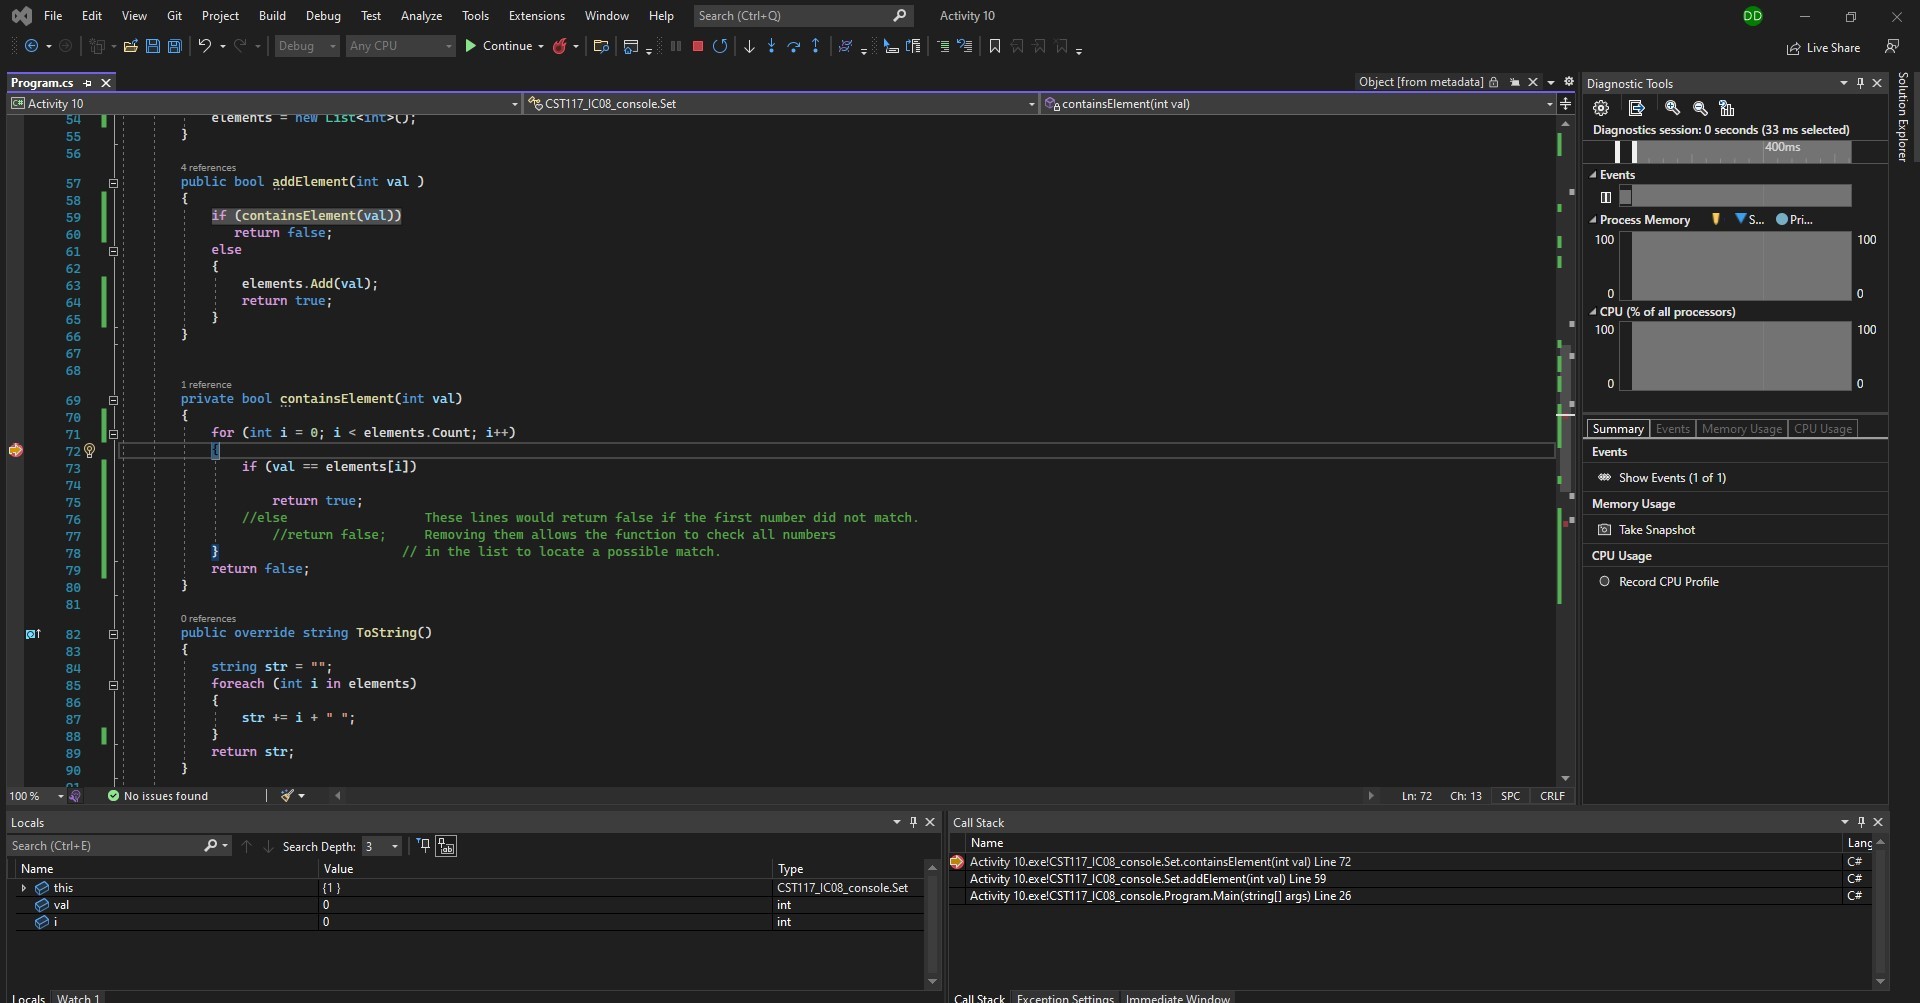 File Edit View Git Project Build Debug Test Analyze Tools Extensions Window Help Search (Ctrl+Q) Activity 10 DD
Debug Any CPU Continue Live Share
Program.cs Object [from metadata]
C# Activity 10 CST117_IC08_console.Set containsElement(int val)
54 elements = new List<int>();
55 }
56
4 references
57 public bool addElement(int val )
58 {
59 if (containsElement(val))
60 return false;
61 else
62 {
63 elements.Add(val);
64 return true;
65 }
66 }
67
68
1 reference
69 private bool containsElement(int val)
70 {
71 for (int i = 0; i < elements.Count; i++)
72 {
73 if (val == elements[i])
74
75 return true;
76 //else These lines would return false if the first number did not match.
77 //return false; Removing them allows the function to check all numbers
78 } // in the list to locate a possible match.
79 return false;
80 }
81
0 references
82 public override string ToString()
83 {
84 string str = "";
85 foreach (int i in elements)
86 {
87 str += i + " ";
88 }
89 return str;
90 }
91
100 % No issues found Ln: 72 Ch: 13 SPC CRLF
Diagnostic Tools
Diagnostics session: 0 seconds (33 ms selected)
400ms
Events
Process Memory S... Pri...
100 100
0 0
CPU (% of all processors)
100 100
0 0
Summary Events Memory Usage CPU Usage
Events
Show Events (1 of 1)
Memory Usage
Take Snapshot
CPU Usage
Record CPU Profile
Solution Explorer
Locals
Search (Ctrl+E) Search Depth: 3
Name Value Type
this {1 } CST117_IC08_console.Set
val 0 int
i 0 int
Locals Watch 1
Call Stack
Name Lang
Activity 10.exe!CST117_IC08_console.Set.containsElement(int val) Line 72 C#
Activity 10.exe!CST117_IC08_console.Set.addElement(int val) Line 59 C#
Activity 10.exe!CST117_IC08_console.Program.Main(string[] args) Line 26 C#
Call Stack Exception Settings Immediate Window